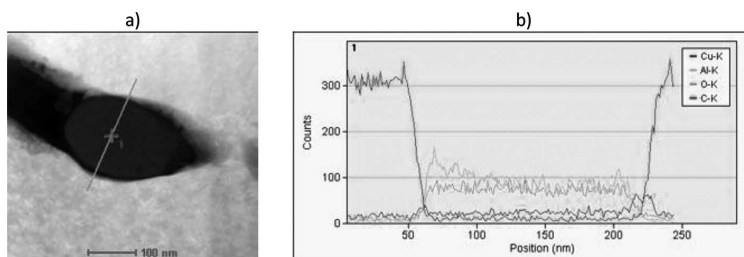 a)
b)
1
100 nm
1
Cu-K
Al-K
O-K
C-K
Counts
300
200
100
0
50
100
150
200
250
Position (nm)